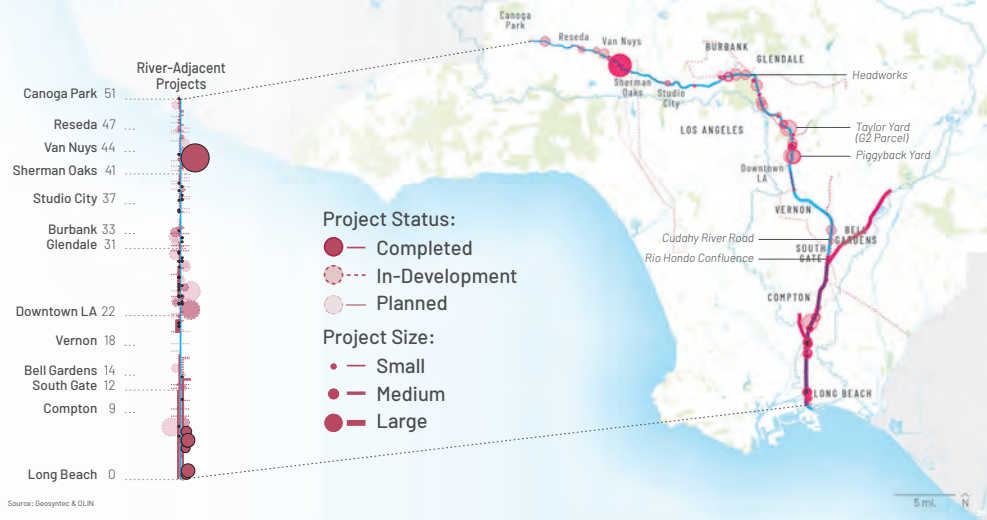 River-Adjacent
Projects
Canoga Park 51
Reseda 47
Van Nuys 44
Sherman Oaks 41
Studio City 37
Burbank 33
Glendale 31
Downtown LA 22
Vernon 18
Bell Gardens 14
South Gate 12
Compton 9
Long Beach 0
Source: Geosyntec & OLIN
Project Status:
Completed
In-Development
Planned
Project Size:
Small
Medium
Large
Canoga
Park
Reseda
Van Nuys
Sherman
Oaks
Studio
City
BURBANK
GLENDALE
Headworks
LOS ANGELES
Taylor Yard
(G2 Parcel)
Piggyback Yard
Downtown
LA
VERNON
Cudahy River Road
BELL
GARDENS
SOUTH
GATE
Rio Hondo Confluence
COMPTON
LONG BEACH
5 mi.
N